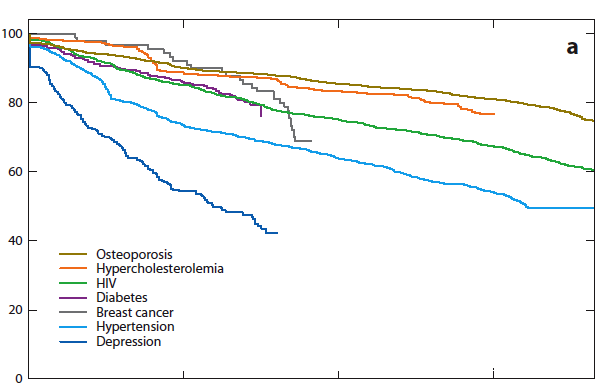 100
a
80
60
40
Osteoporosis
Hypercholesterolemia
HIV
Diabetes
Breast cancer
20
Hypertension
Depression
0